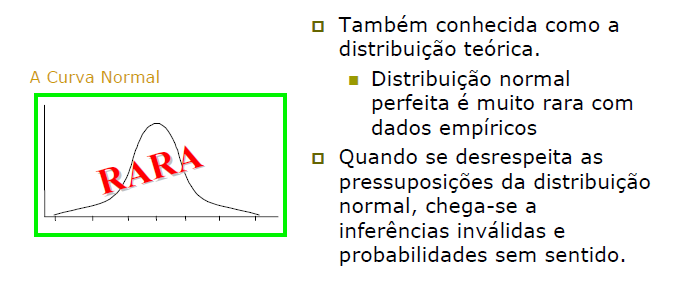 A Curva Normal
RARA
Também conhecida como a
distribuição teórica.
Distribuição normal
perfeita é muito rara com
dados empíricos
Quando se desrespeita as
pressuposições da distribuição
normal, chega-se a
inferências inválidas e
probabilidades sem sentido.